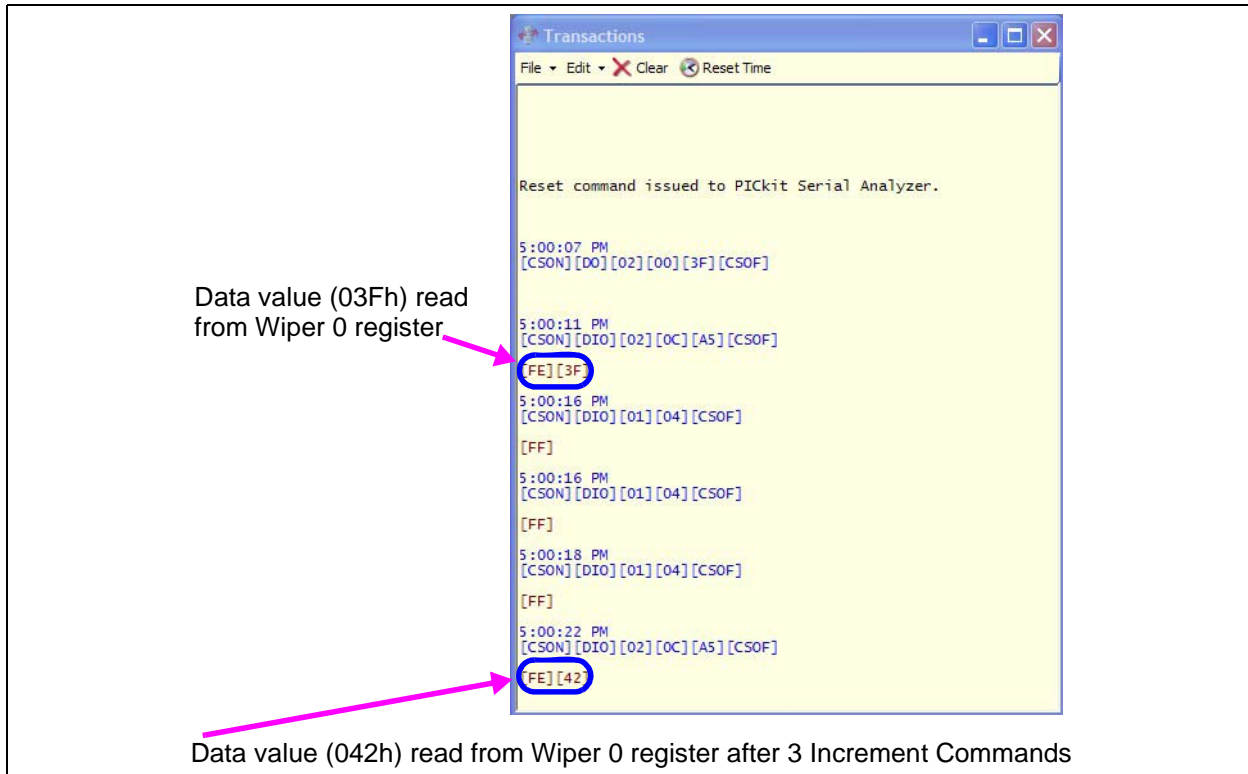 Transactions
File Edit Clear Reset Time
Reset command issued to PICkit Serial Analyzer.
5:00:07 PM
[CSON][DO][02][00][3F][CSOF]
Data value (03Fh) read
from Wiper 0 register
5:00:11 PM
[CSON][DIO][02][0C][A5][CSOF]
[FE][3F]
5:00:16 PM
[CSON][DIO][01][04][CSOF]
[FF]
5:00:16 PM
[CSON][DIO][01][04][CSOF]
[FF]
5:00:18 PM
[CSON][DIO][01][04][CSOF]
[FF]
5:00:22 PM
[CSON][DIO][02][0C][A5][CSOF]
[FE][42]
Data value (042h) read from Wiper 0 register after 3 Increment Commands